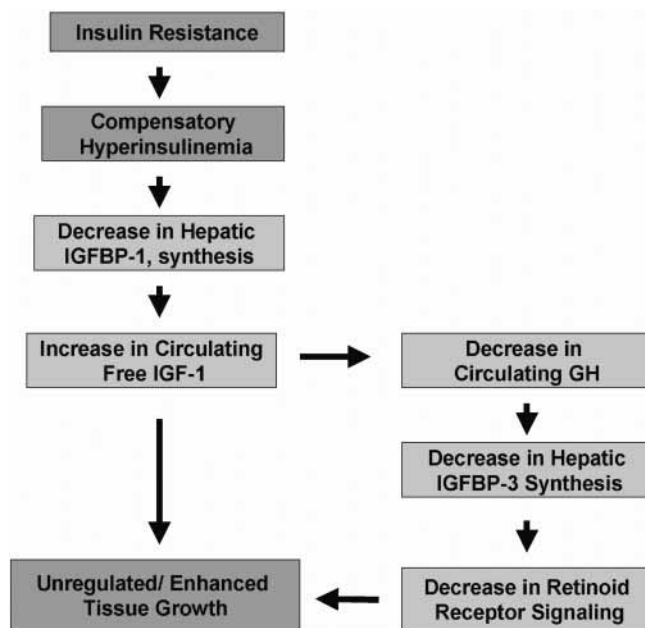 Insulin Resistance
Compensatory
Hyperinsulinemia
Decrease in Hepatic
IGFBP-1, synthesis
Increase in Circulating
Free IGF-1
Decrease in
Circulating GH
Decrease in Hepatic
IGFBP-3 Synthesis
Decrease in Retinoid
Receptor Signaling
Unregulated/ Enhanced
Tissue Growth